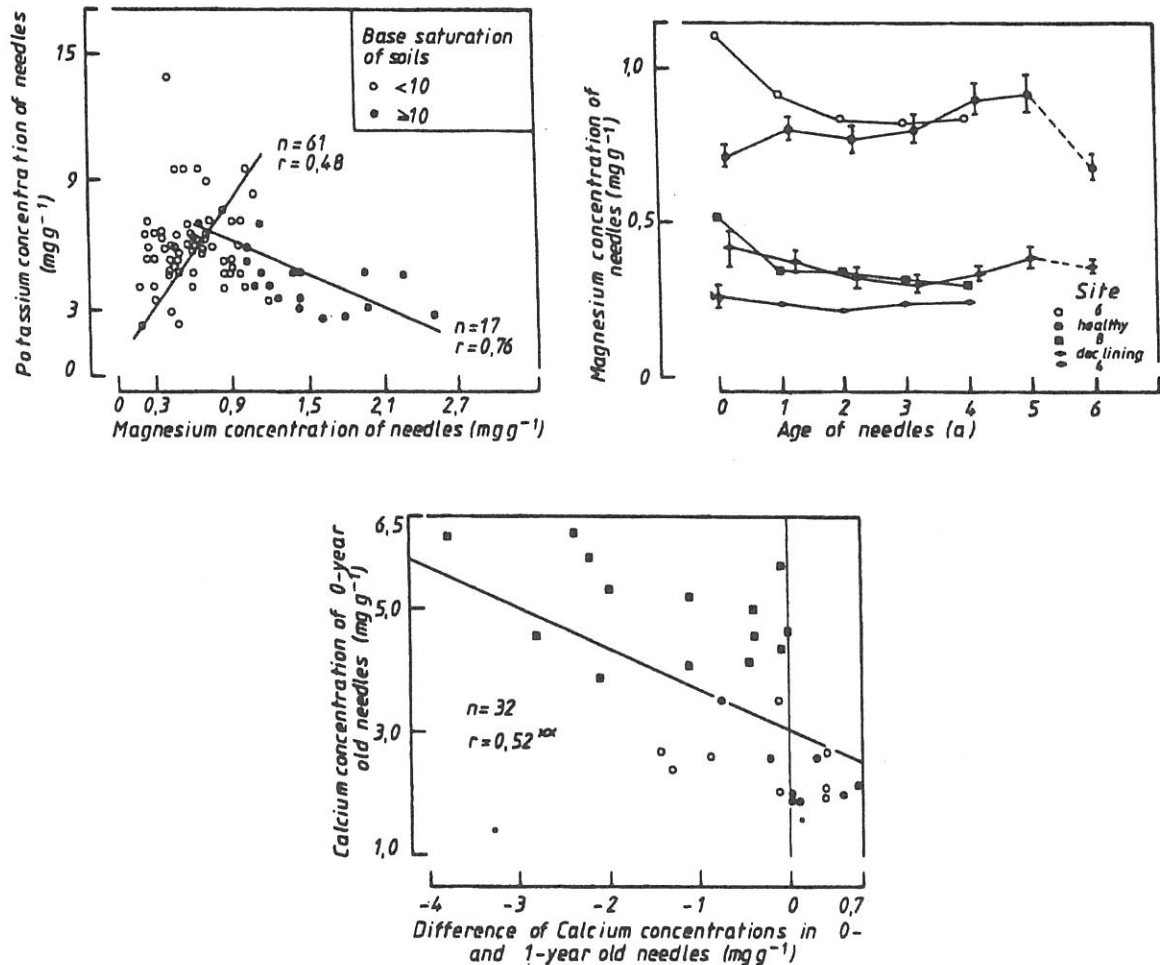 Potassium concentration of needles
(mg g⁻¹)
15
9
3
0
Base saturation
of soils
<10
≥10
n=61
r=0,48
n=17
r=0,76
0 0,3 0,9 1,5 2,1 2,7
Magnesium concentration of needles (mg g⁻¹)
Magnesium concentration of
needles (mg g⁻¹)
1,0
0,5
0
Site
6
healthy
8
declining
4
0 1 2 3 4 5 6
Age of needles (a)
Calcium concentration of 0-year
old needles (mg g⁻¹)
6,5
5,0
3,0
1,0
n=32
r=0,52ˣˣ
-4 -3 -2 -1 0 0,7
Difference of Calcium concentrations in 0-
and 1-year old needles (mg g⁻¹)